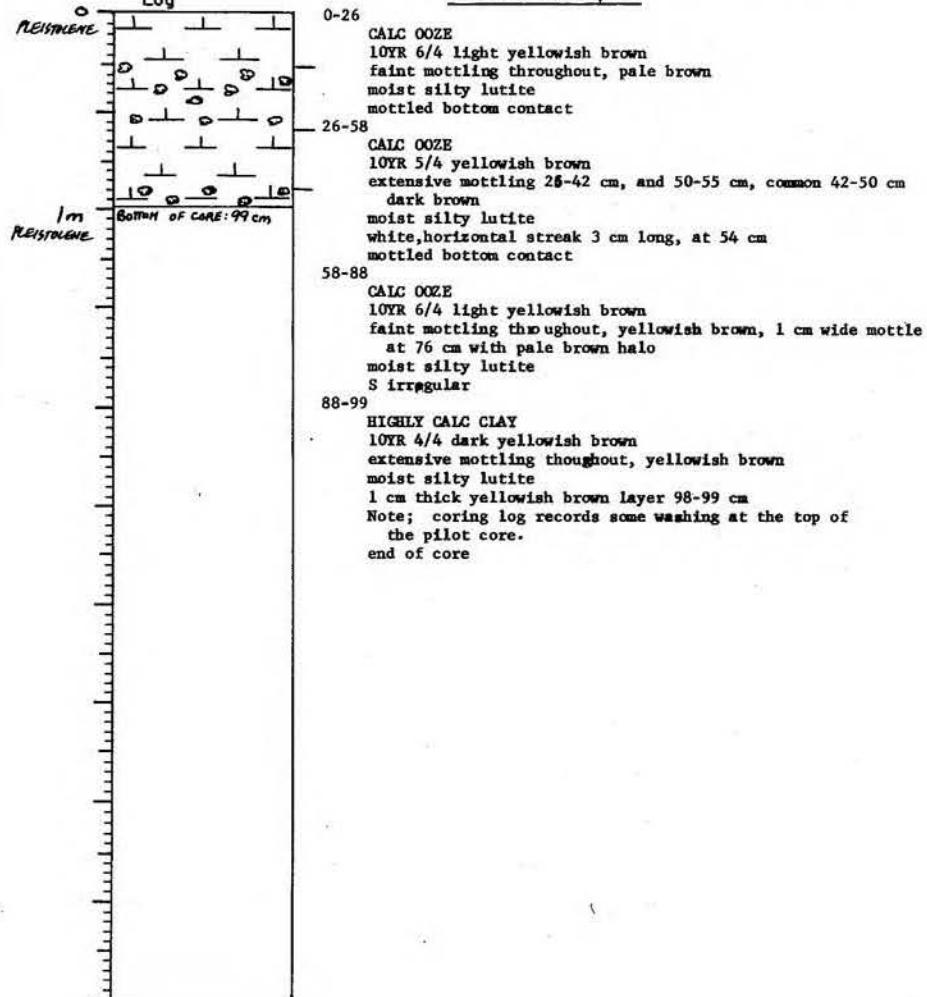 Log
0
PLEISTOCENE
1m
PLEISTOCENE
BOTTOM OF CORE: 99 cm
0-26
CALC OOZE
10YR 6/4 light yellowish brown
faint mottling throughout, pale brown
moist silty lutite
mottled bottom contact
26-58
CALC OOZE
10YR 5/4 yellowish brown
extensive mottling 26-42 cm, and 50-55 cm, common 42-50 cm
dark brown
moist silty lutite
white,horizontal streak 3 cm long, at 54 cm
mottled bottom contact
58-88
CALC OOZE
10YR 6/4 light yellowish brown
faint mottling throughout, yellowish brown, 1 cm wide mottle
at 76 cm with pale brown halo
moist silty lutite
S irregular
88-99
HIGHLY CALC CLAY
10YR 4/4 dark yellowish brown
extensive mottling thoughout, yellowish brown
moist silty lutite
1 cm thick yellowish brown layer 98-99 cm
Note; coring log records some washing at the top of
the pilot core.
end of core